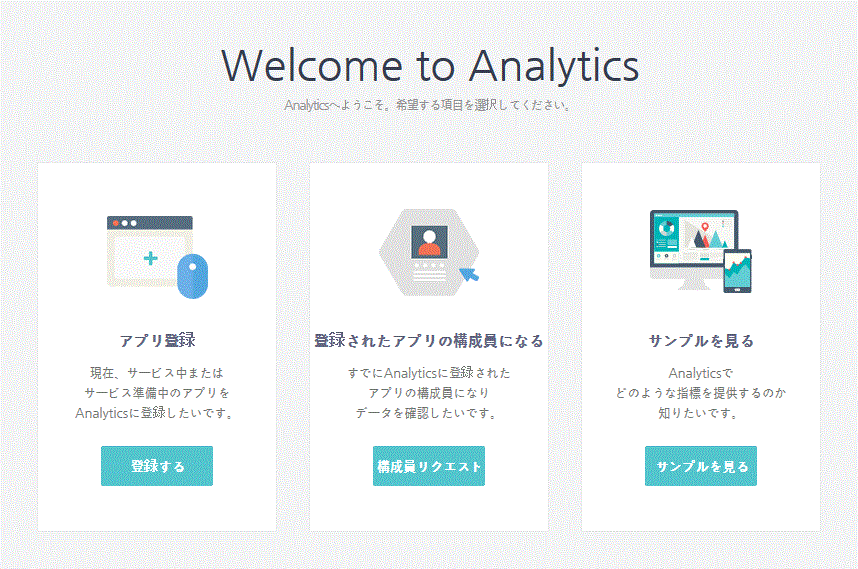 Welcome to Analytics
Analyticsへようこそ。希望する項目を選択してください。
アプリ登録
現在、サービス中または
サービス準備中のアプリを
Analyticsに登録したいです。
登録する
登録されたアプリの構成員になる
すでにAnalyticsに登録された
アプリの構成員になり
データを確認したいです。
構成員リクエスト
サンプルを見る
Analyticsで
どのような指標を提供するのか
知りたいです。
サンプルを見る